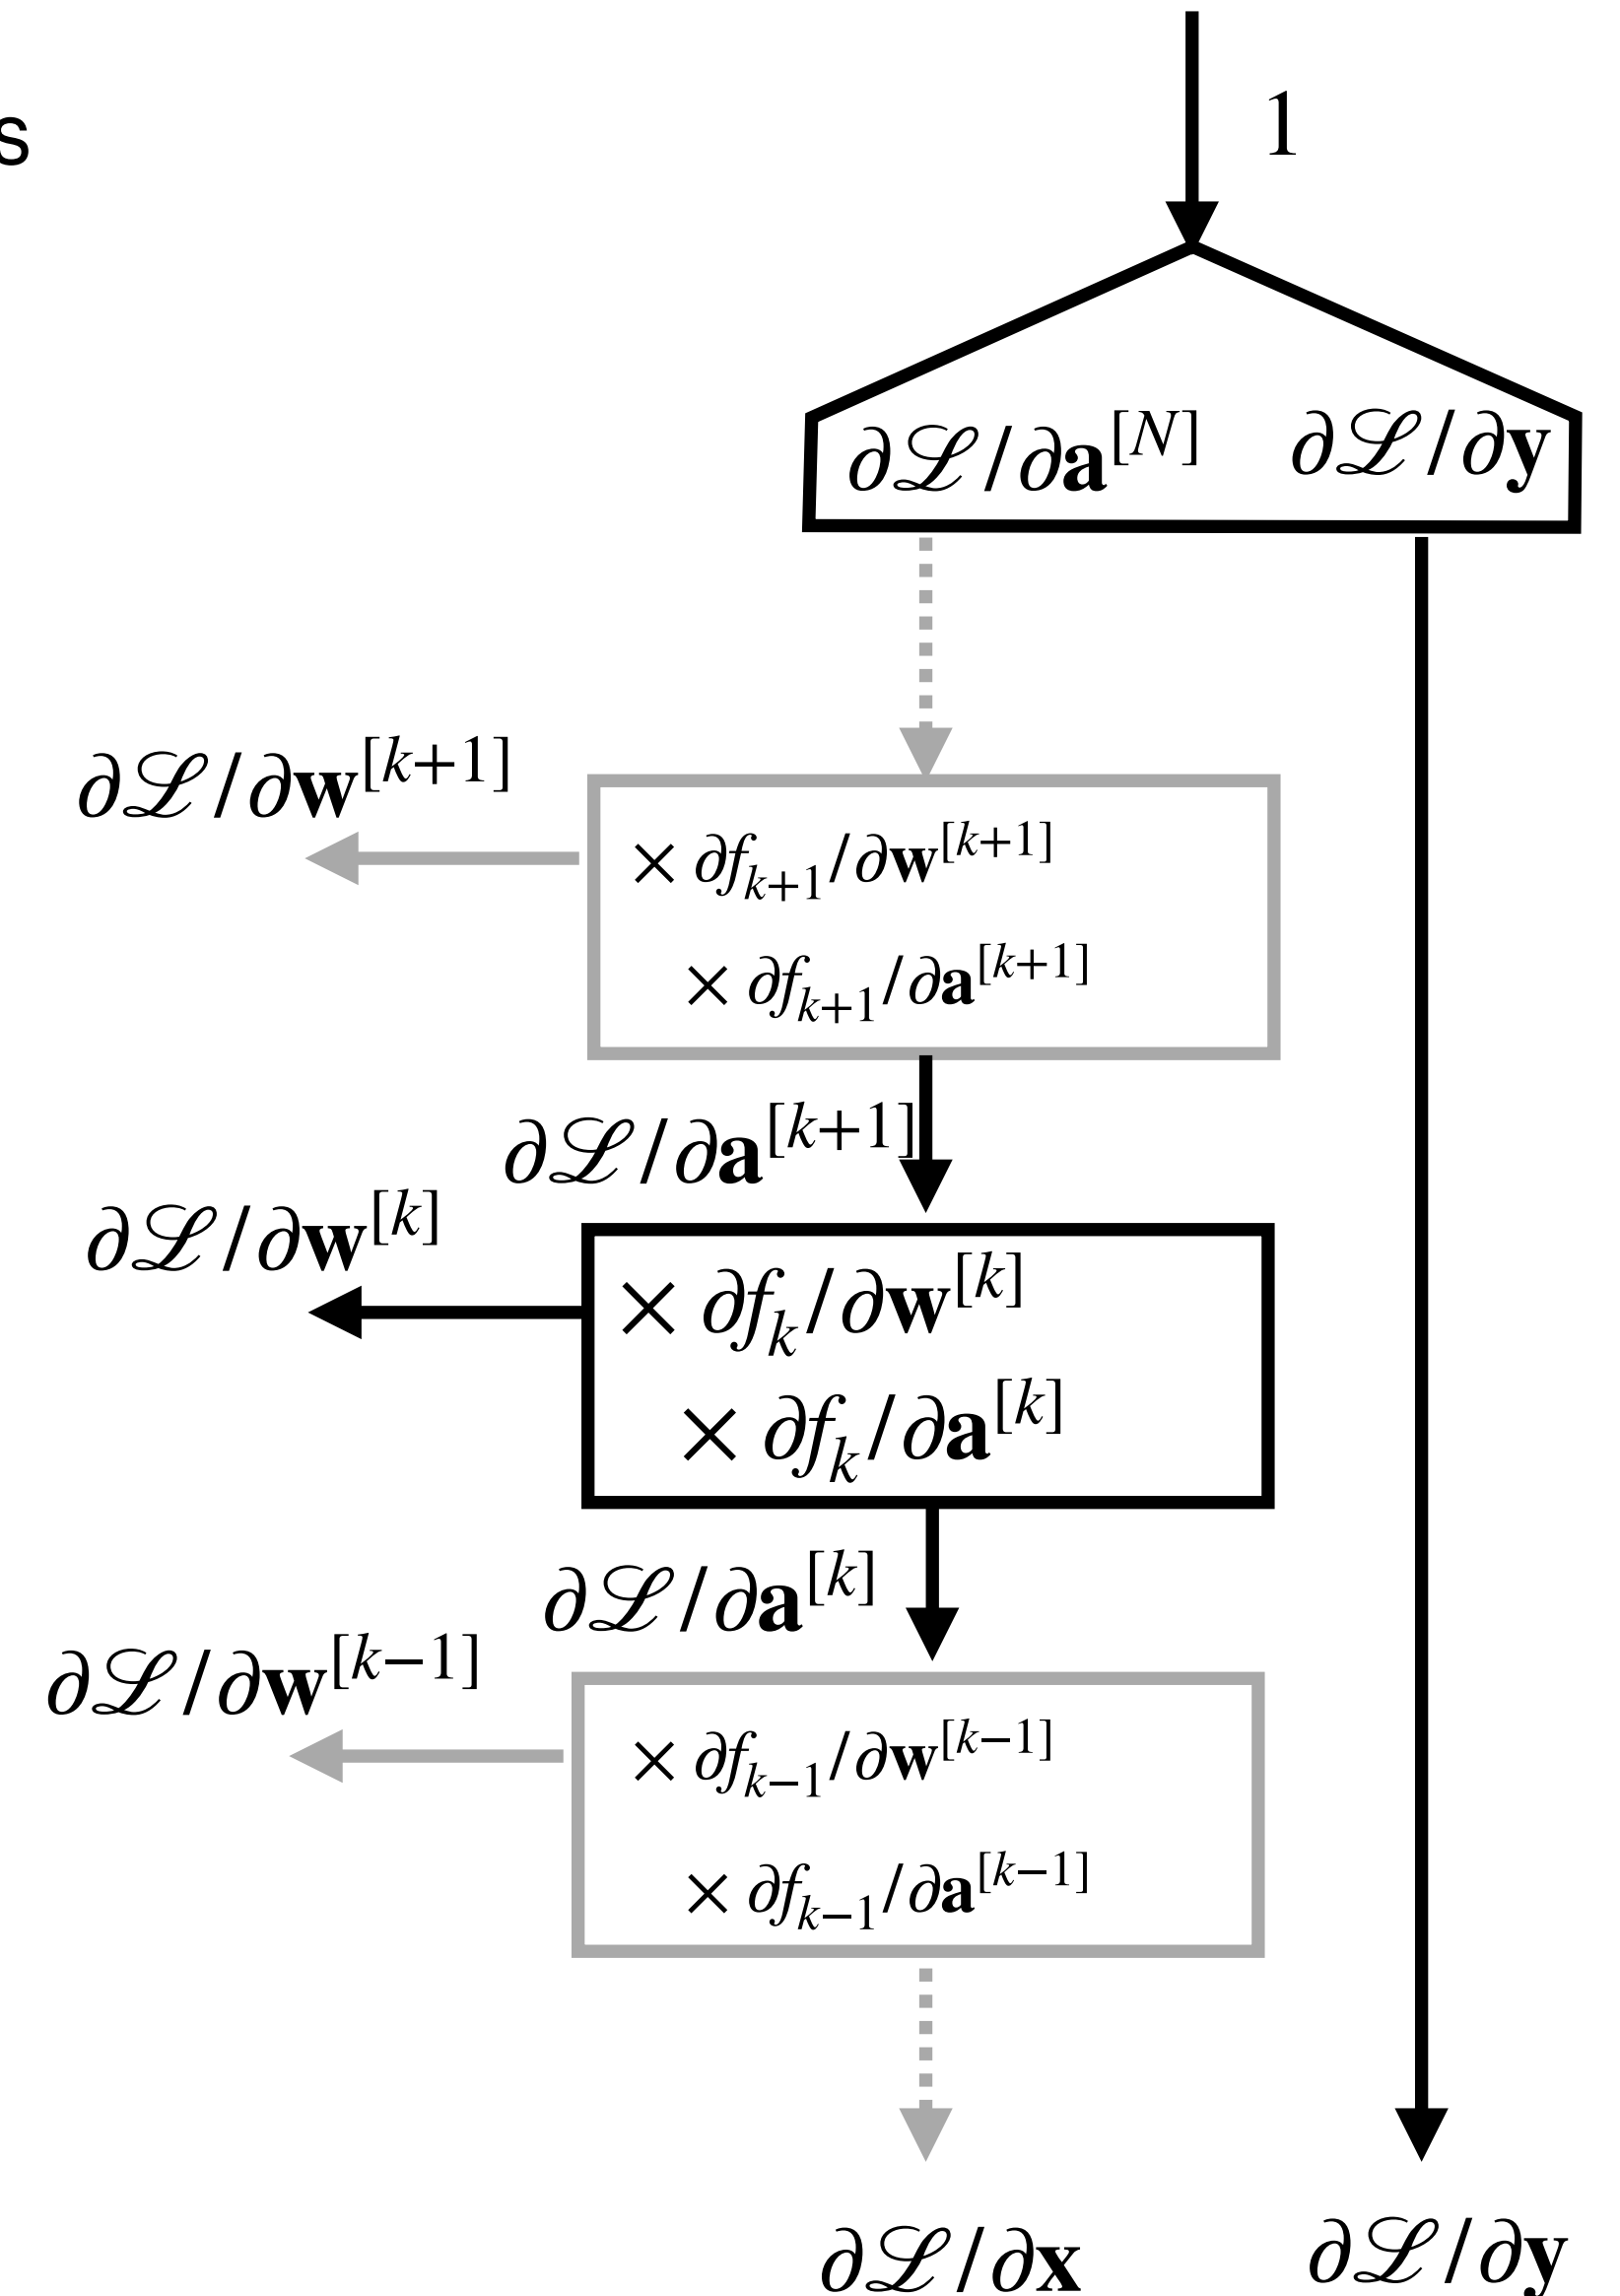 s
1
∂ℒ/∂a^[N] ∂ℒ/∂y
∂ℒ/∂w^[k+1]
× ∂f_{k+1}/∂w^[k+1]
× ∂f_{k+1}/∂a^[k+1]
∂ℒ/∂a^[k+1]
∂ℒ/∂w^[k]
× ∂f_k/∂w^[k]
× ∂f_k/∂a^[k]
∂ℒ/∂a^[k]
∂ℒ/∂w^[k−1]
× ∂f_{k−1}/∂w^[k−1]
× ∂f_{k−1}/∂a^[k−1]
∂ℒ/∂x ∂ℒ/∂y